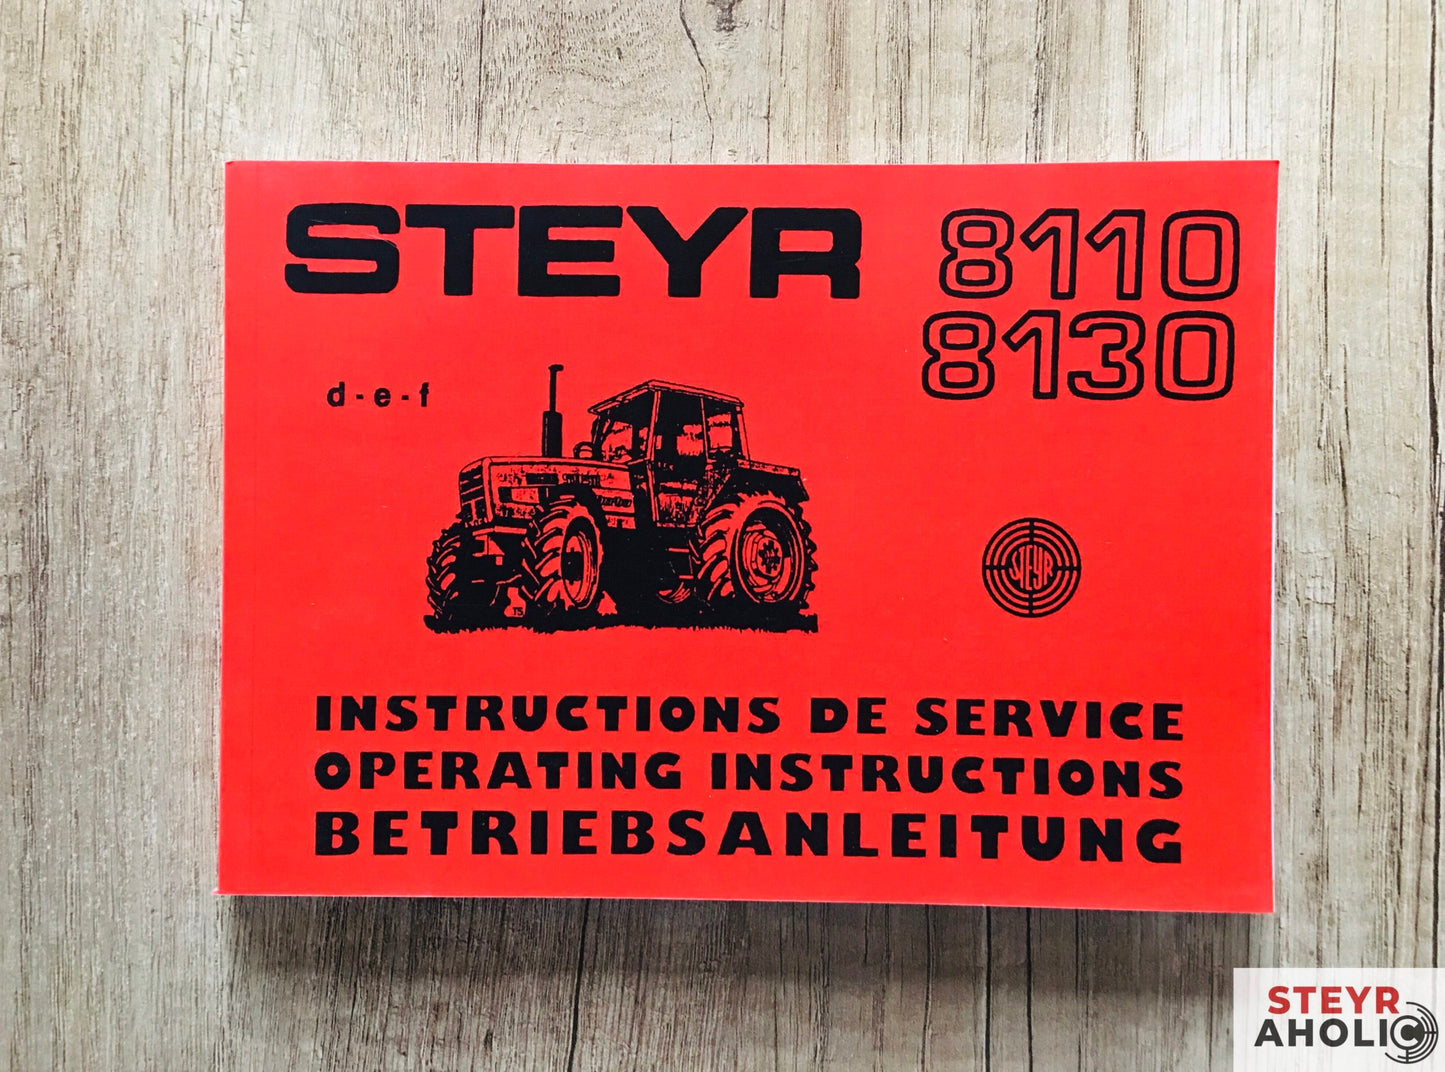 STEYR 8110
8130
d - e - f
STEYR
INSTRUCTIONS DE SERVICE
OPERATING INSTRUCTIONS
BETRIEBSANLEITUNG
STEYR
AHOLIC